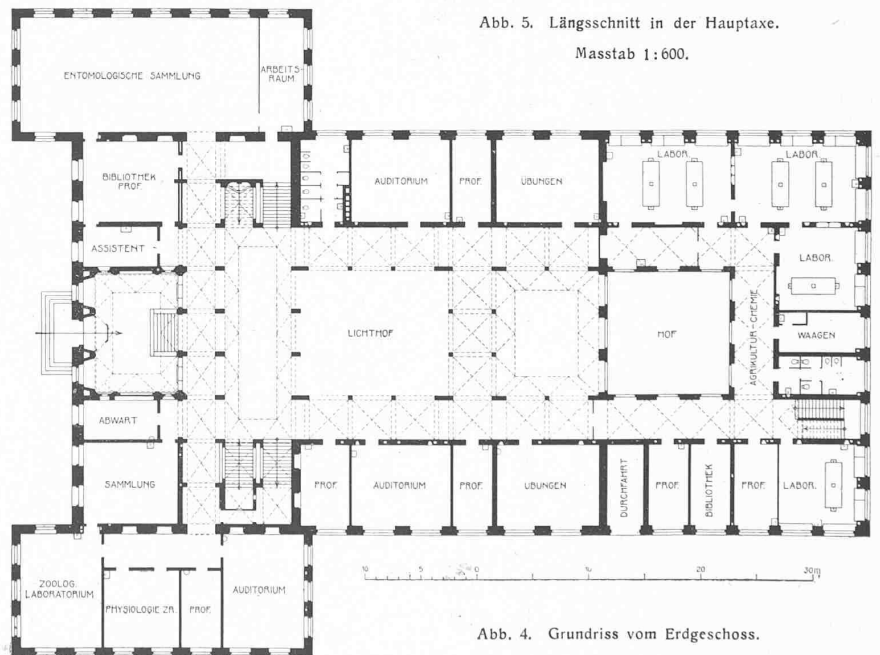 Abb. 5. Längsschnitt in der Hauptaxe.
Masstab 1:600.
ENTOMOLOGISCHE SAMMLUNG
ARBEITS-
RAUM
BIBLIOTHEK
PROF.
AUDITORIUM
PROF.
ÜBUNGEN
LABOR.
LABOR.
ASSISTENT
LABOR.
LICHTHOF
HOF
AGRIKULTUR-CHEMIE
WAAGEN
ABWART
SAMMLUNG
PROF.
AUDITORIUM
PROF.
ÜBUNGEN
DURCHFAHRT
PROF.
BIBLIOTHEK
PROF.
LABOR.
ZOOLOG.
LABORATORIUM
PHYSIOLOGIE ZR.
PROF.
AUDITORIUM
10 5 0 10 20 30m
Abb. 4. Grundriss vom Erdgeschoss.